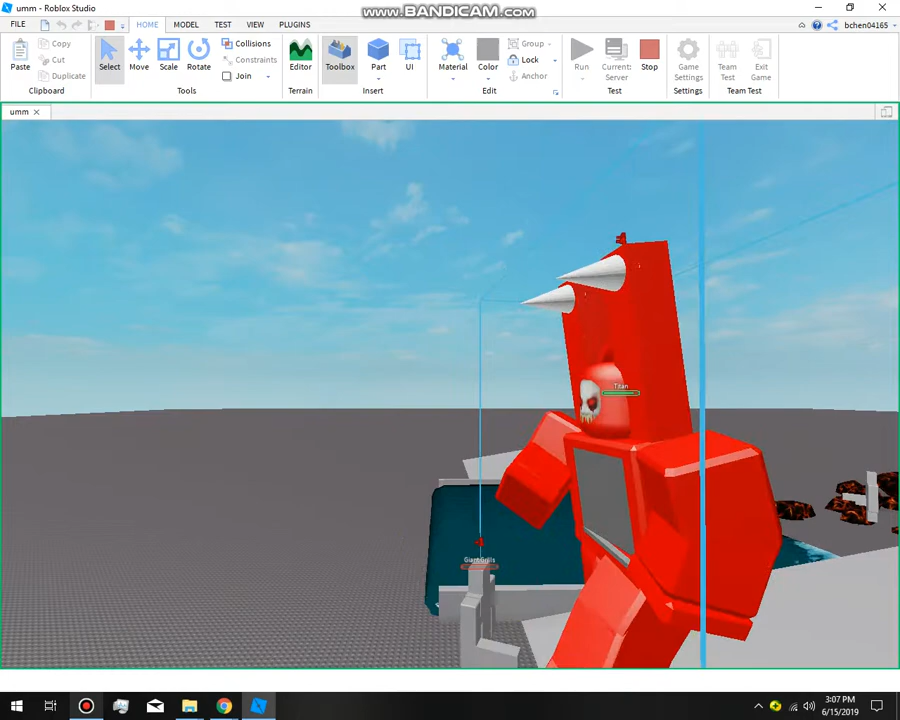 umm - Roblox Studio
www.BANDICAM.com
FILE HOME MODEL TEST VIEW PLUGINS
bchen04165
Paste
Copy
Cut
Duplicate
Clipboard
Select
Move
Scale
Rotate
Collisions
Constraints
Join
Tools
Editor
Terrain
Toolbox
Part
UI
Insert
Material
Color
Group
Lock
Anchor
Edit
Run
Current:
Server
Stop
Test
Game
Settings
Settings
Team
Test
Exit
Game
Team Test
umm
Titan
3:07 PM
6/15/2019